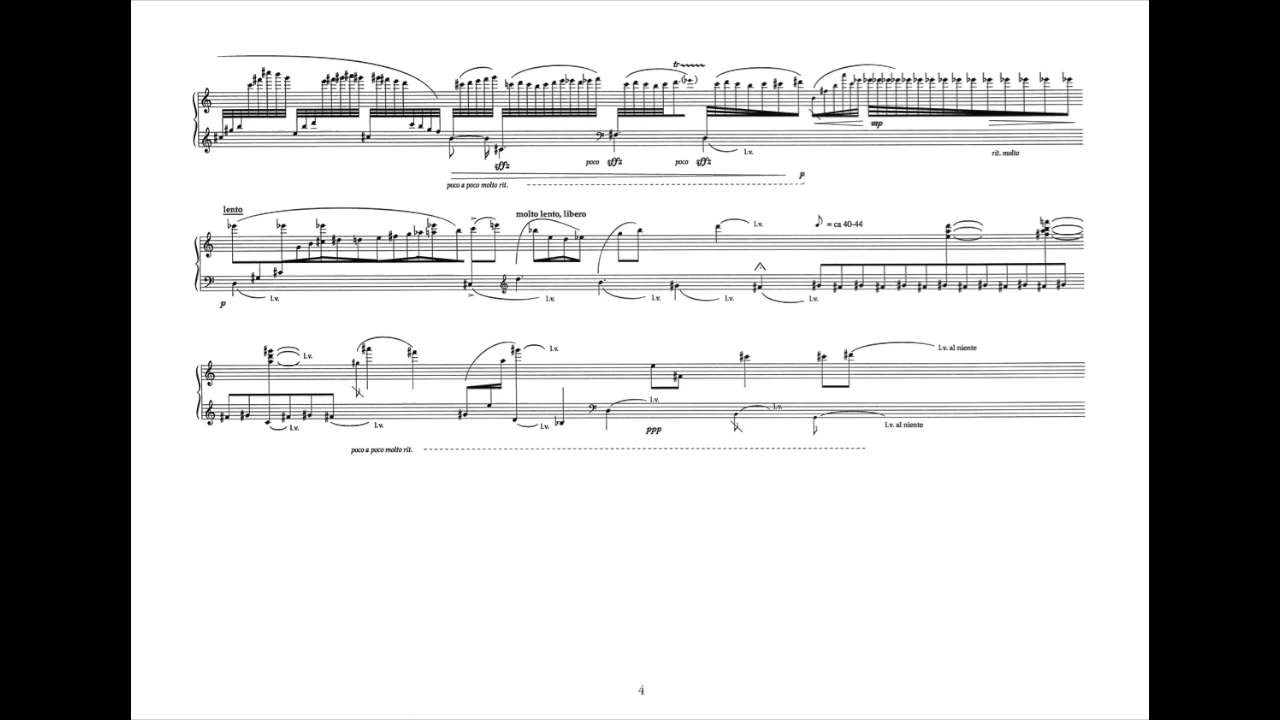 tr
mp
sffz poco sffz poco sffz l.v. rit. molto
p
poco a poco molto rit.
lento
molto lento, libero
l.v. = ca 40-44
p l.v. l.v. l.v. l.v. l.v.
l.v. l.v. l.v. al niente
l.v. l.v. l.v. l.v. l.v. l.v. al niente
ppp
poco a poco molto rit.
4